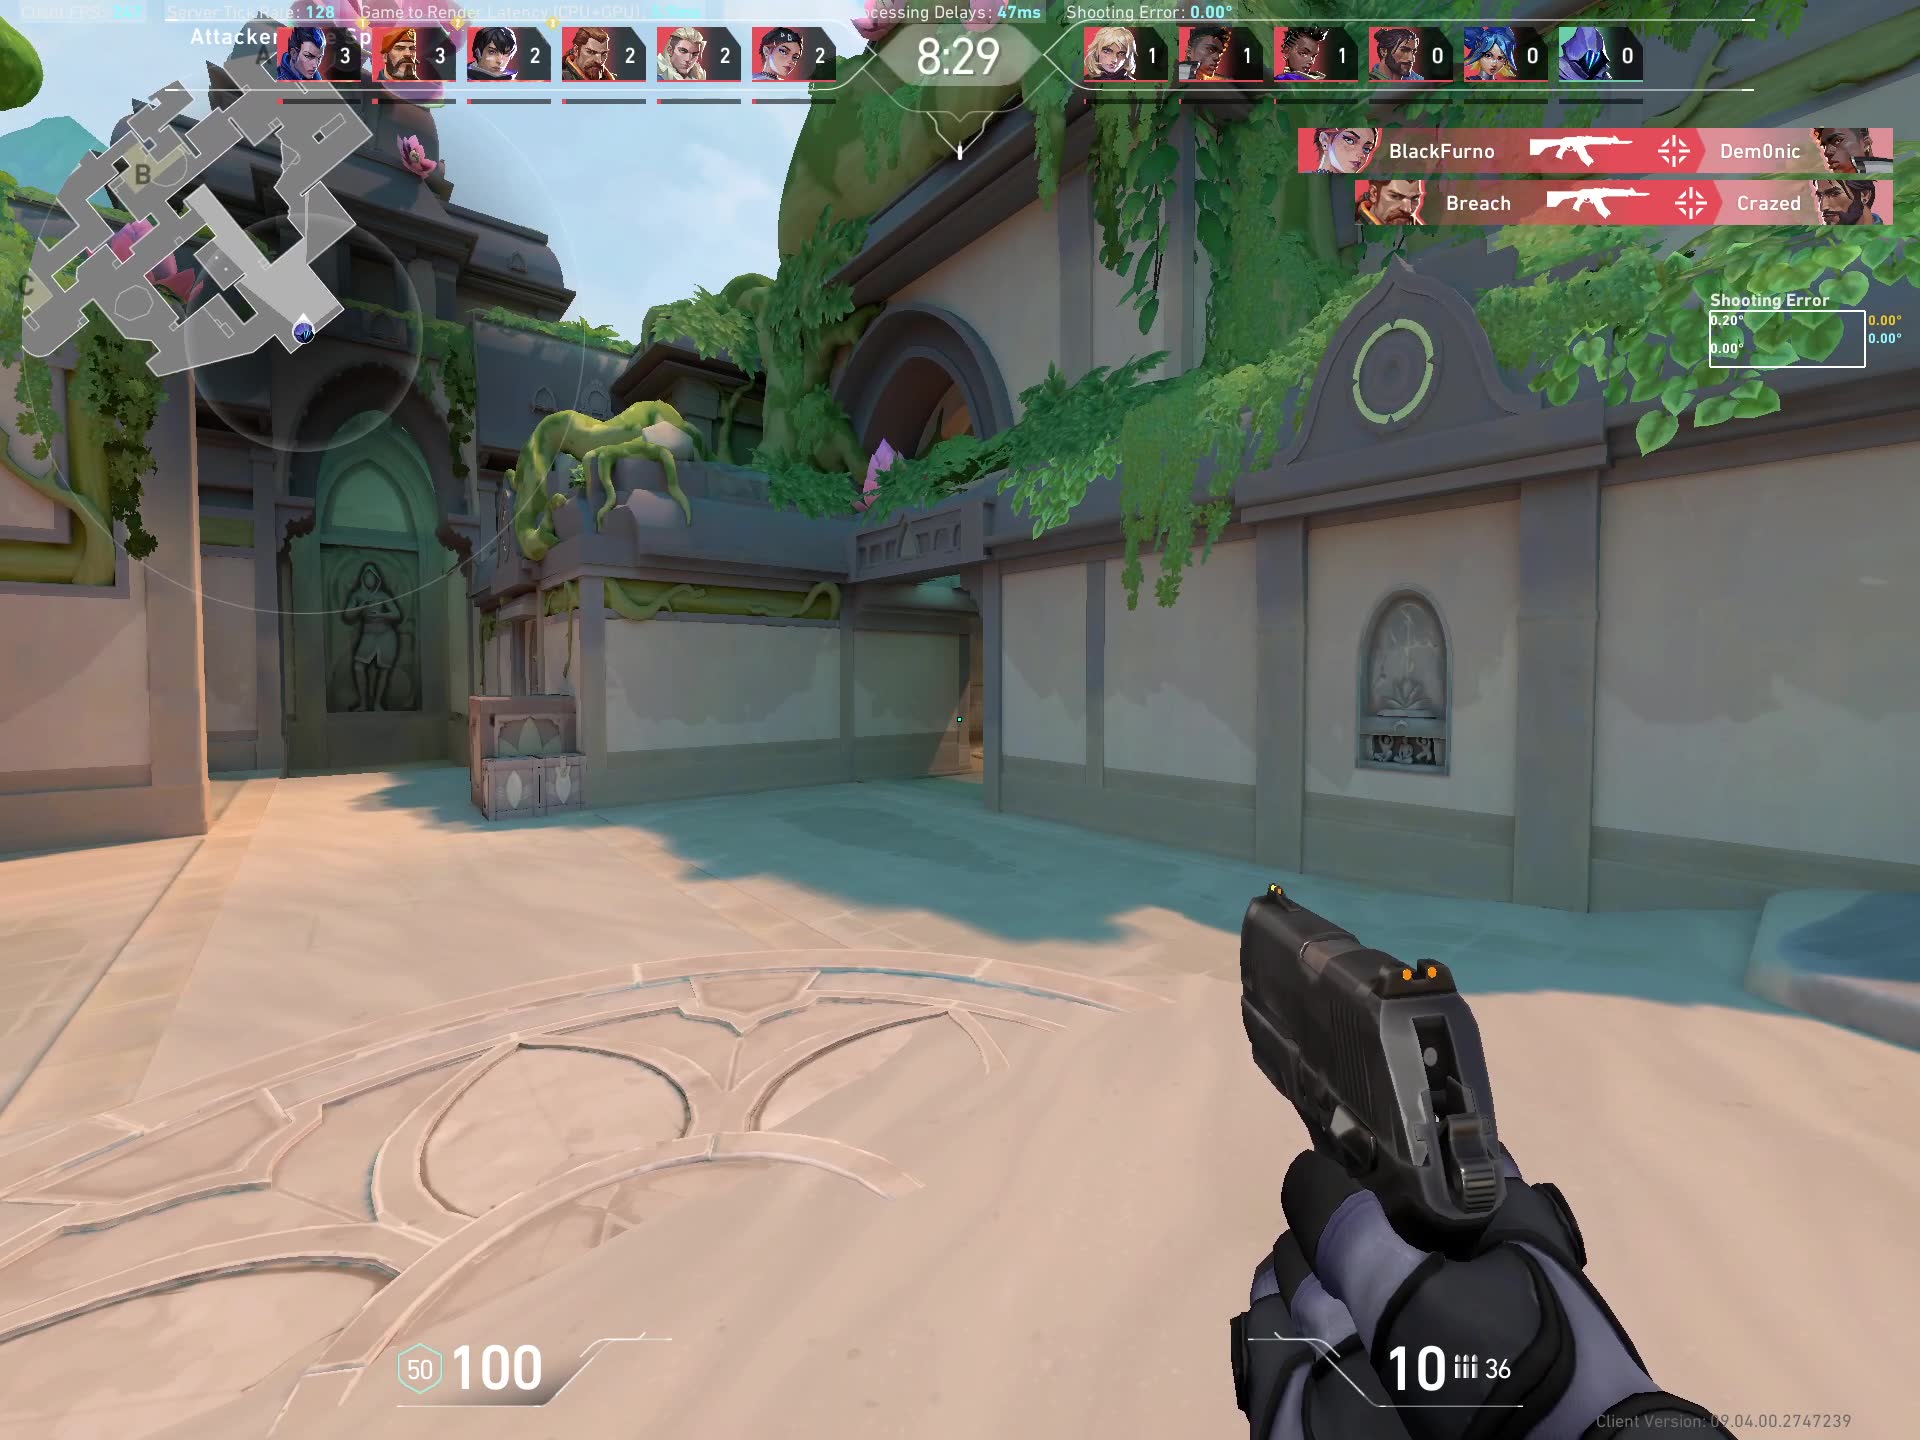 Server Tick Rate: 128
Game to Render Latency (CPU+GPU):
cessing Delays: 47ms
Shooting Error: 0.00°
3 3 2 2 2 2
8:29
1 1 1 0 0 0
B
C
BlackFurno Dem0nic
Breach Crazed
Shooting Error
0.20° 0.00°
0.00° 0.00°
50 100
10 36
Client Version: 09.04.00.2747239